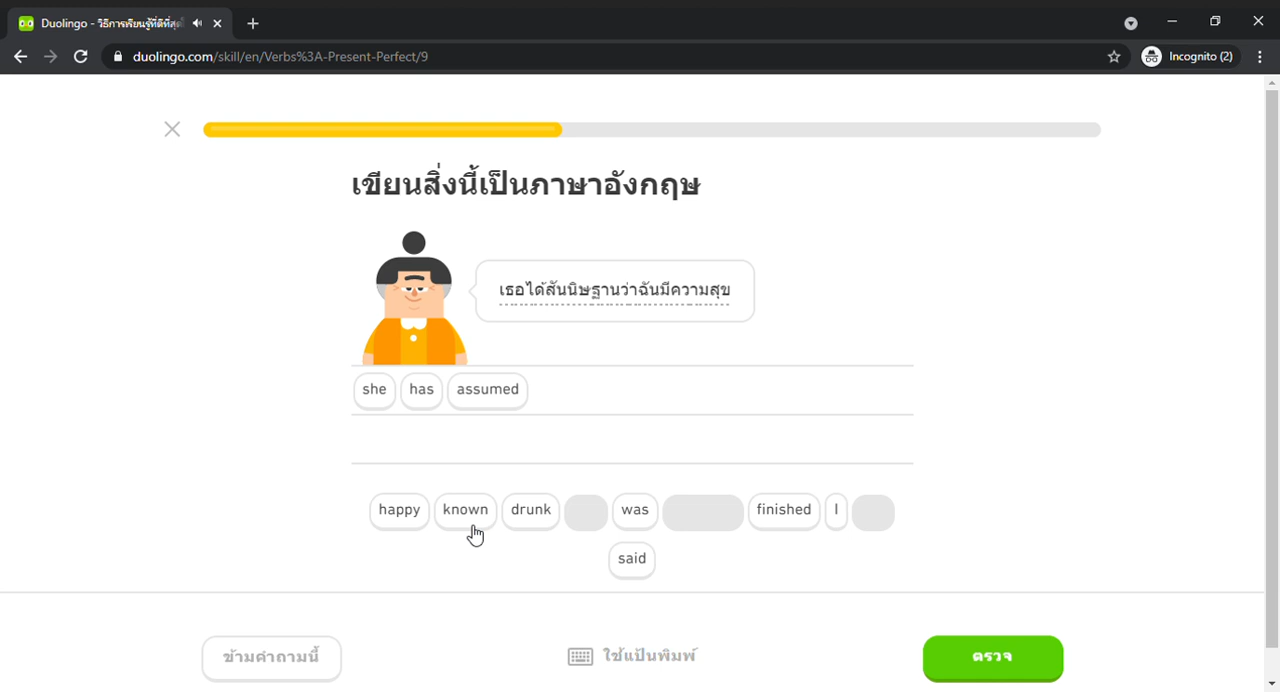 Duolingo - วิธีการเรียนรู้ที่ดีที่สุด
duolingo.com/skill/en/Verbs%3A-Present-Perfect/9
Incognito (2)
เขียนสิ่งนี้เป็นภาษาอังกฤษ
เธอได้สันนิษฐานว่าฉันมีความสุข
she has assumed
happy known drunk was finished I
said
ข้ามคำถามนี้ ใช้แป้นพิมพ์ ตรวจ